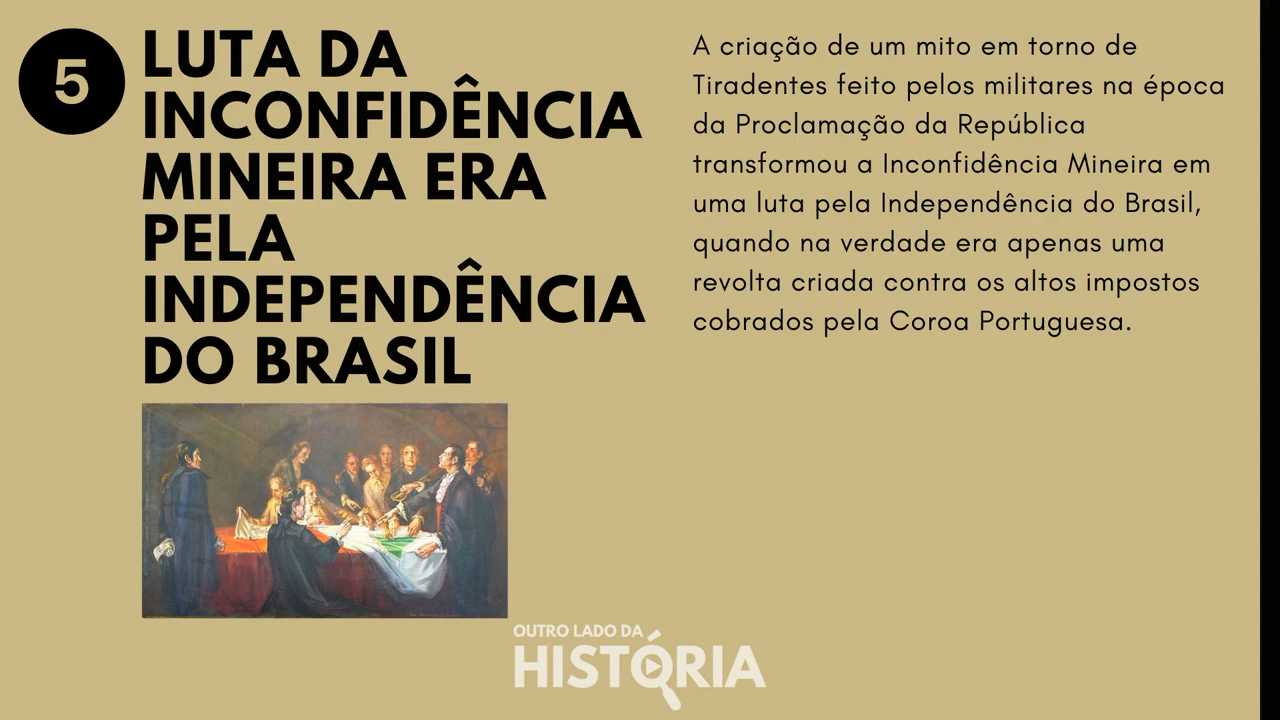 5
LUTA DA
INCONFIDÊNCIA
MINEIRA ERA
PELA
INDEPENDÊNCIA
DO BRASIL
A criação de um mito em torno de
Tiradentes feito pelos militares na época
da Proclamação da República
transformou a Inconfidência Mineira em
uma luta pela Independência do Brasil,
quando na verdade era apenas uma
revolta criada contra os altos impostos
cobrados pela Coroa Portuguesa.
OUTRO LADO DA
HISTÓRIA